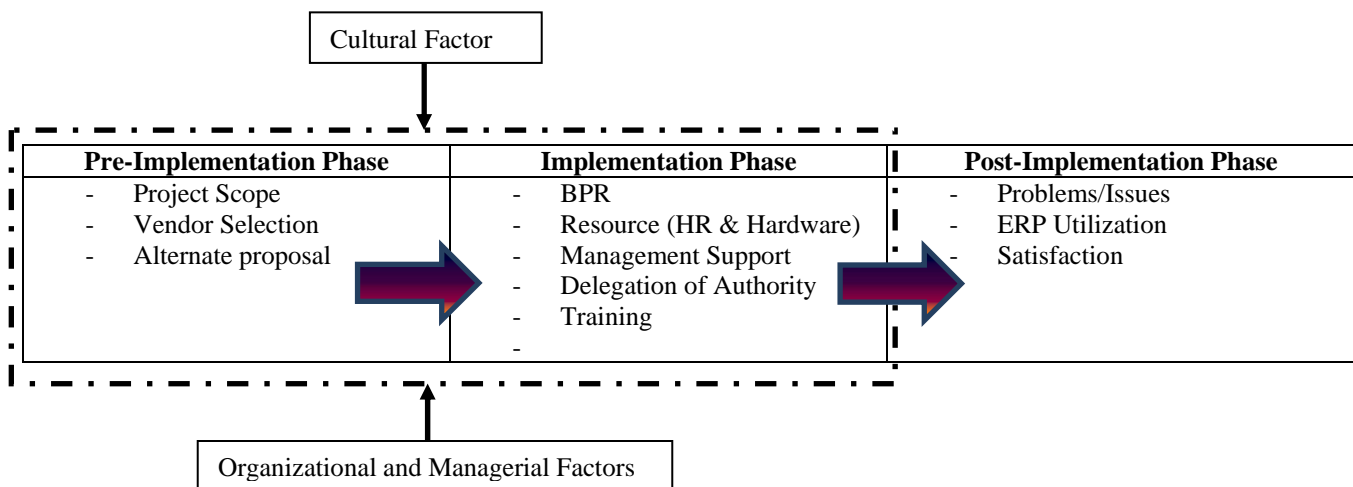 Cultural Factor
Pre-Implementation Phase
- Project Scope
- Vendor Selection
- Alternate proposal
Implementation Phase
- BPR
- Resource (HR & Hardware)
- Management Support
- Delegation of Authority
- Training
-
Post-Implementation Phase
- Problems/Issues
- ERP Utilization
- Satisfaction
Organizational and Managerial Factors